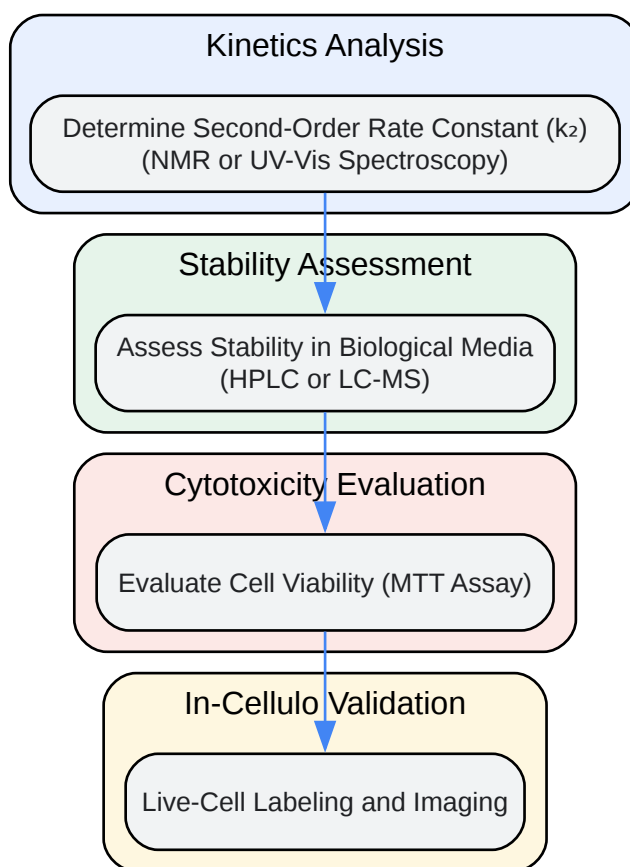 Kinetics Analysis
Determine Second-Order Rate Constant (k₂)
(NMR or UV-Vis Spectroscopy)
Stability Assessment
Assess Stability in Biological Media
(HPLC or LC-MS)
Cytotoxicity Evaluation
Evaluate Cell Viability (MTT Assay)
In-Cellulo Validation
Live-Cell Labeling and Imaging